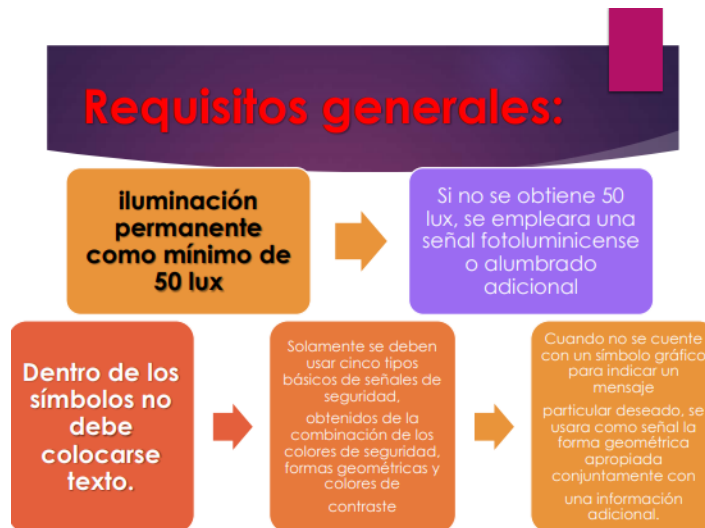 Requisitos generales:
iluminación
permanente
como mínimo de
50 lux
Si no se obtiene 50
lux, se empleara una
señal fotoluminicense
o alumbrado
adicional
Dentro de los
símbolos no
debe
colocarse
texto.
Solamente se deben
usar cinco tipos
básicos de señales de
seguridad,
obtenidos de la
combinación de los
colores de seguridad,
formas geométricas y
colores de
contraste
Cuando no se cuente
con un símbolo gráfico
para indicar un
mensaje
particular deseado, se
usara como señal la
forma geométrica
apropiada
conjuntamente con
una información
adicional.